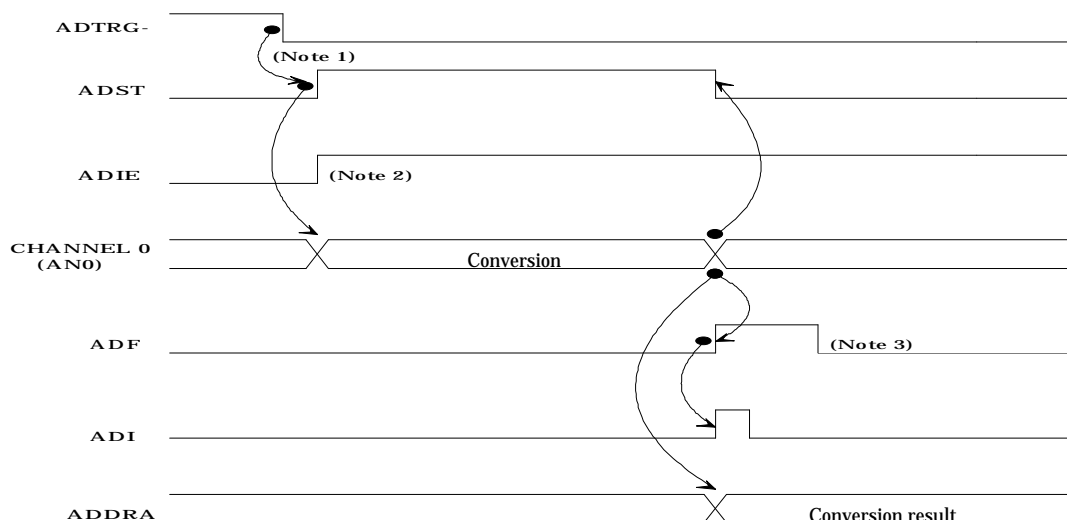 ADTRG-
(Note 1)
ADST
ADIE
(Note 2)
CHANNEL 0
(AN0)
Conversion
ADF
(Note 3)
ADI
ADDRA
Conversion result